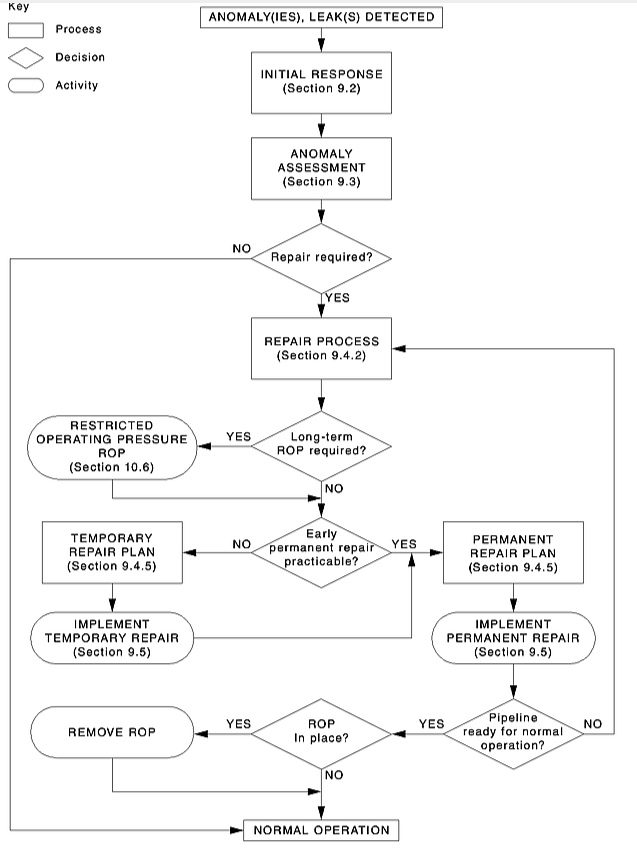 Key
Process
Decision
Activity
ANOMALY(IES), LEAK(S) DETECTED
INITIAL RESPONSE
(Section 9.2)
ANOMALY
ASSESSMENT
(Section 9.3)
NO
Repair required?
YES
REPAIR PROCESS
(Section 9.4.2)
RESTRICTED
OPERATING PRESSURE
ROP
(Section 10.6)
YES
Long-term
ROP required?
NO
TEMPORARY
REPAIR PLAN
(Section 9.4.5)
NO
Early
permanent repair
practicable?
YES
PERMANENT
REPAIR PLAN
(Section 9.4.5)
IMPLEMENT
TEMPORARY REPAIR
(Section 9.5)
IMPLEMENT
PERMANENT REPAIR
(Section 9.5)
REMOVE ROP
YES
ROP
In place?
YES
Pipeline
ready for normal
operation?
NO
NO
NORMAL OPERATION